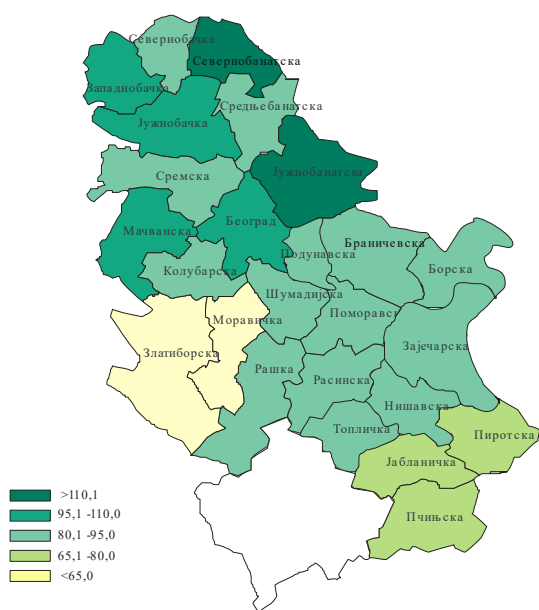 Севернобачка
Севернобанатска
Западнобачка
Средњебанатска
Јужнобачка
Јужнобанатска
Сремска
Београд
Мачванска
Браничевска
Подунавска
Борска
Колубарска
Шумадијска
Моравичка
Поморавс
Зајечарска
Златиборска
Рашка
Расинска
Нишавска
Топличка
Пиротска
Јабланичка
Пчињска
>110,1
95,1 -110,0
80,1 -95,0
65,1 -80,0
<65,0